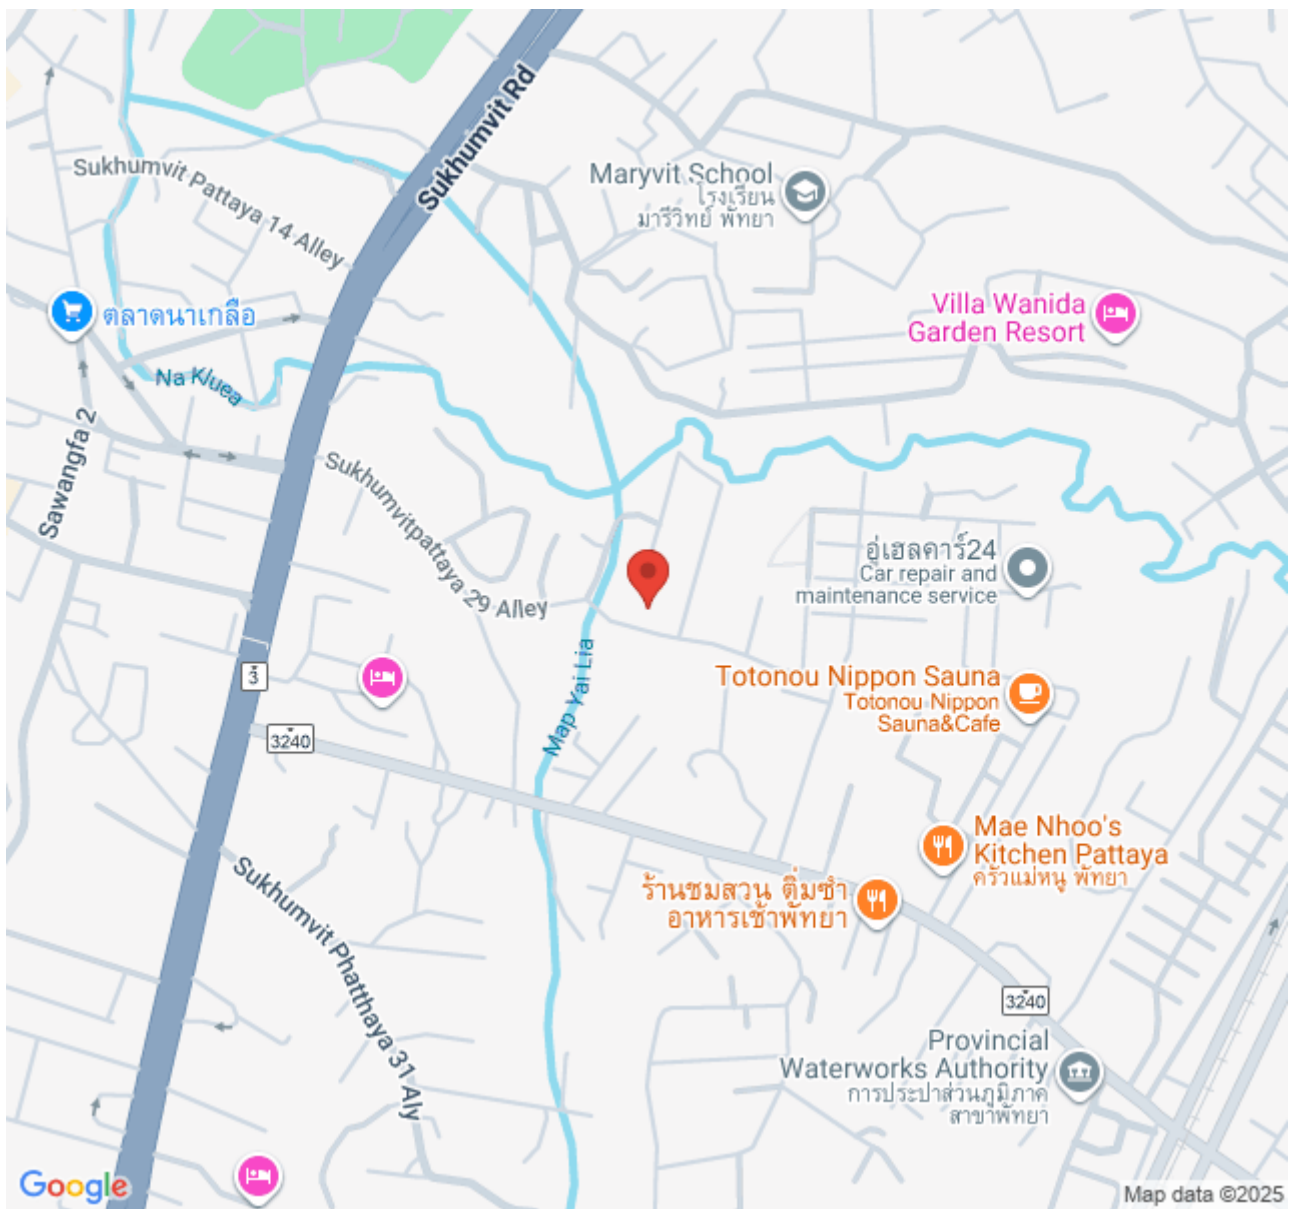 Sukhumvit Rd
Sukhumvit Pattaya 14 Alley
Maryvit School
โรงเรียน
มารีวิทย์ พัทยา
ตลาดนาเกลือ
Villa Wanida
Garden Resort
Na Kluea
Sawangfa 2
Sukhumvitpattaya 29 Alley
อู่เฮลคาร์24
Car repair and
maintenance service
Map Yai Lia
3
Totonou Nippon Sauna
Totonou Nippon
Sauna&Cafe
3240
Mae Nhoo's
Kitchen Pattaya
ครัวแม่หนู พัทยา
ร้านชมสวน ติ่มซำ
อาหารเช้าพัทยา
Sukhumvit Phatthaya 31 Aly
3240
Provincial
Waterworks Authority
การประปาส่วนภูมิภาค
สาขาพัทยา
Google
Map data ©2025